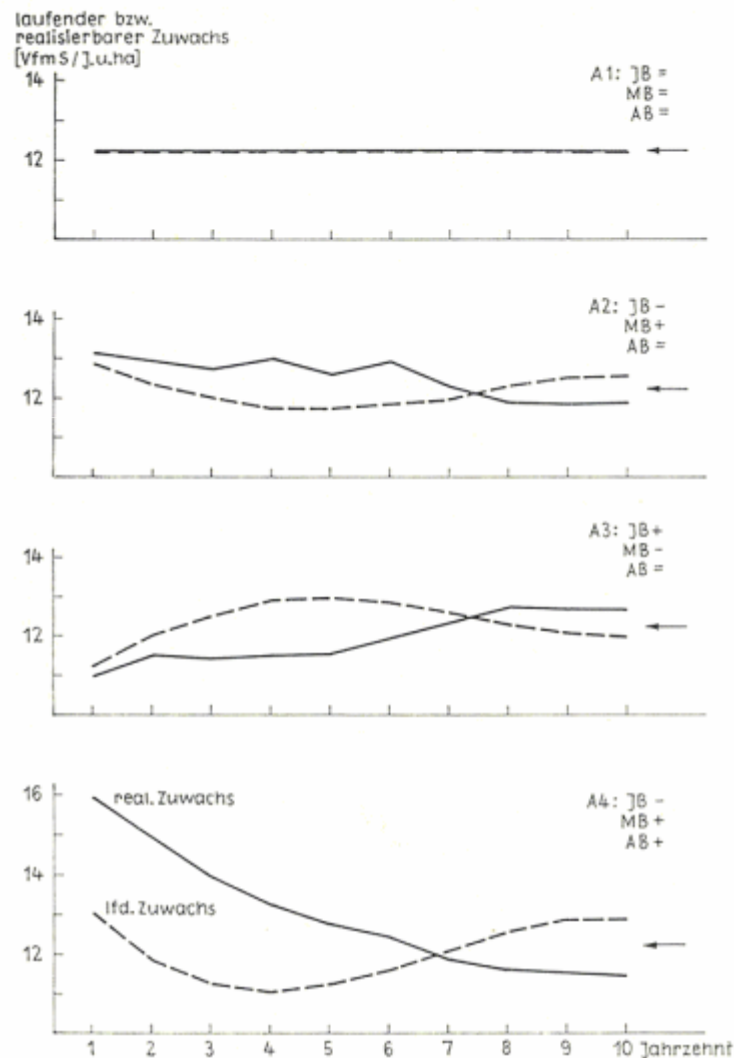 laufender bzw.
realisierbarer Zuwachs
[VfmS/J.u.ha]
14
12
A1: JB =
MB =
AB =
14
12
A2: JB -
MB +
AB =
14
12
A3: JB +
MB -
AB =
16
14
12
real. Zuwachs
lfd. Zuwachs
A4: JB -
MB +
AB +
1 2 3 4 5 6 7 8 9 10 Jahrzehnt